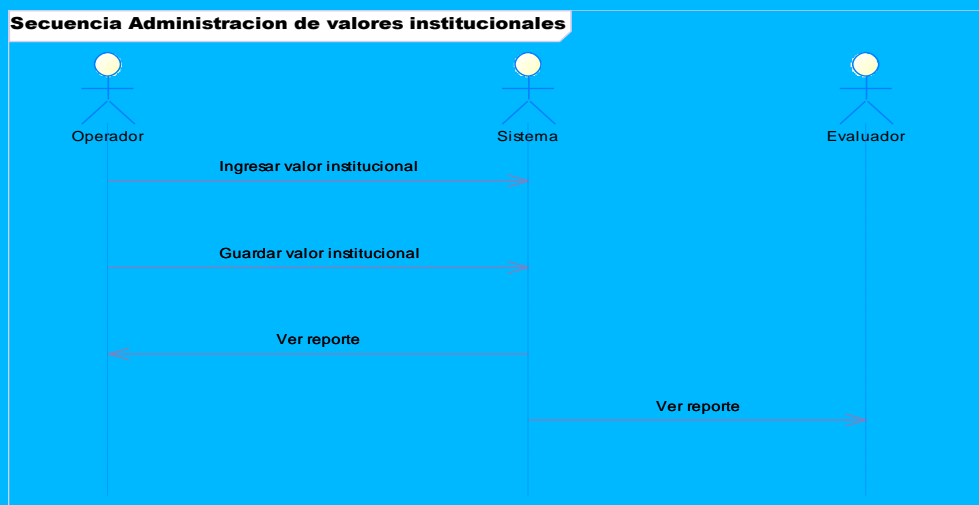 Secuencia Administracion de valores institucionales
Operador
Sistema
Evaluador
Ingresar valor institucional
Guardar valor institucional
Ver reporte
Ver reporte